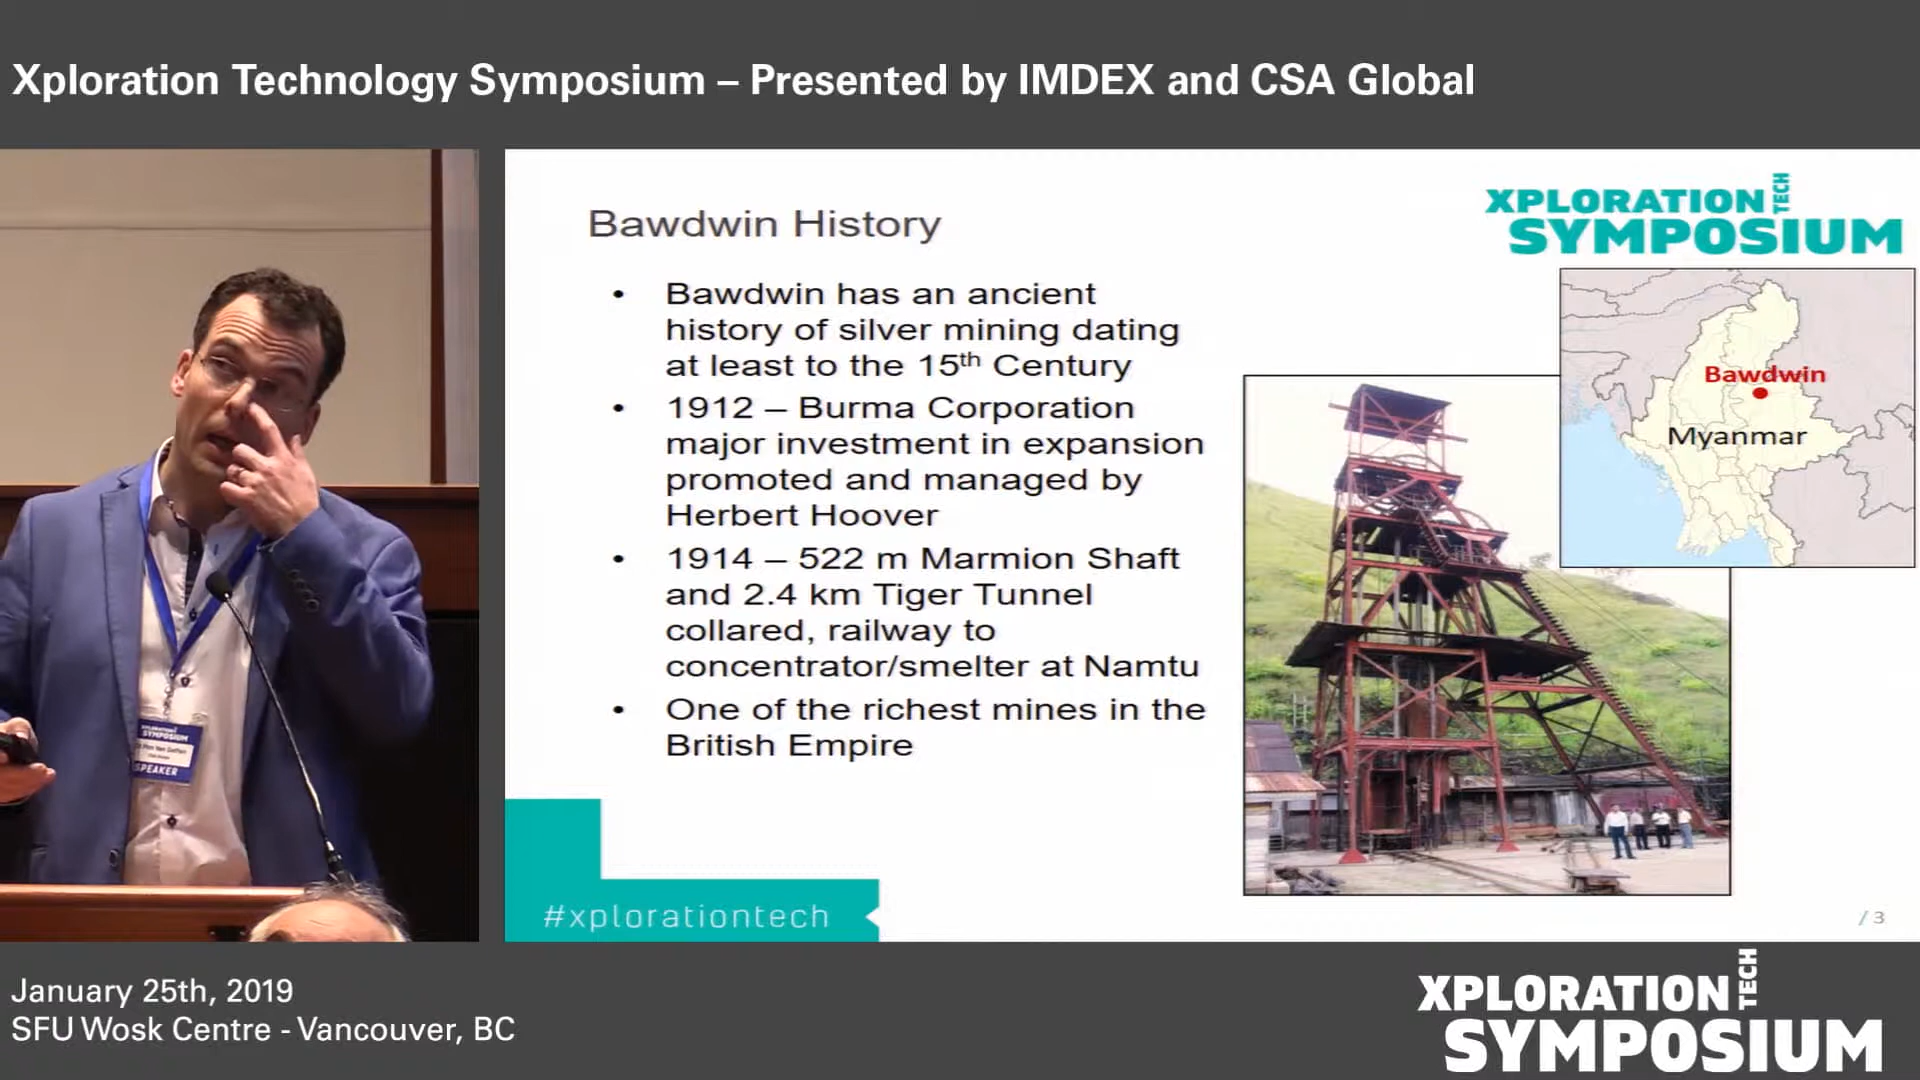 Xploration Technology Symposium – Presented by IMDEX and CSA Global
XPLORATION TECH
SYMPOSIUM
Bawdwin History
• Bawdwin has an ancient
history of silver mining dating
at least to the 15th Century
• 1912 – Burma Corporation
major investment in expansion
promoted and managed by
Herbert Hoover
• 1914 – 522 m Marmion Shaft
and 2.4 km Tiger Tunnel
collared, railway to
concentrator/smelter at Namtu
• One of the richest mines in the
British Empire
Bawdwin
Myanmar
SYMPOSIUM
SPEAKER
#xplorationtech
/ 3
January 25th, 2019
SFU Wosk Centre - Vancouver, BC
XPLORATION TECH
SYMPOSIUM